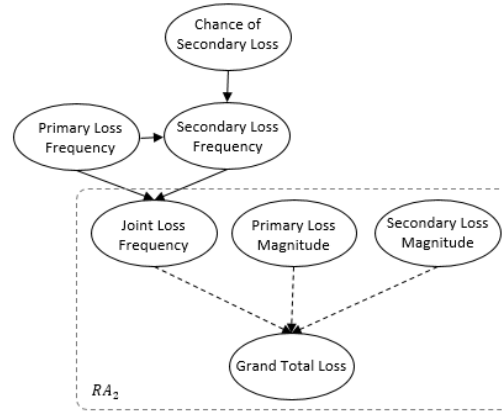 Chance of
Secondary Loss
Primary Loss
Frequency
Secondary Loss
Frequency
Joint Loss
Frequency
Primary Loss
Magnitude
Secondary Loss
Magnitude
Grand Total Loss
RA₂